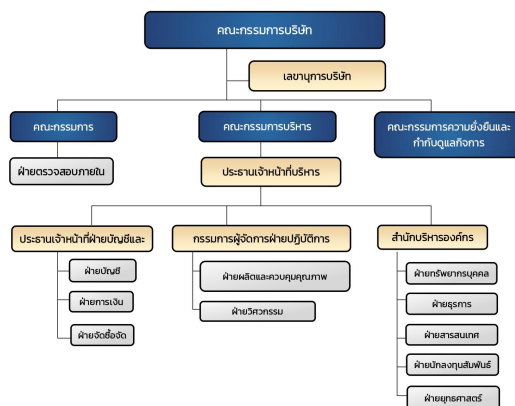 คณะกรรมการบริษัท
เลขานุการบริษัท
คณะกรรมการ
คณะกรรมการบริหาร
คณะกรรมการความยั่งยืนและ
กำกับดูแลกิจการ
ฝ่ายตรวจสอบภายใน
ประธานเจ้าหน้าที่บริหาร
ประธานเจ้าหน้าที่ฝ่ายบัญชีและ
กรรมการผู้จัดการฝ่ายปฏิบัติการ
สำนักบริหารองค์กร
ฝ่ายบัญชี
ฝ่ายการเงิน
ฝ่ายจัดซื้อจัด
ฝ่ายผลิตและควบคุมคุณภาพ
ฝ่ายวิศวกรรม
ฝ่ายทรัพยากรบุคคล
ฝ่ายธุรการ
ฝ่ายสารสนเทศ
ฝ่ายนักลงทุนสัมพันธ์
ฝ่ายยุทธศาสตร์